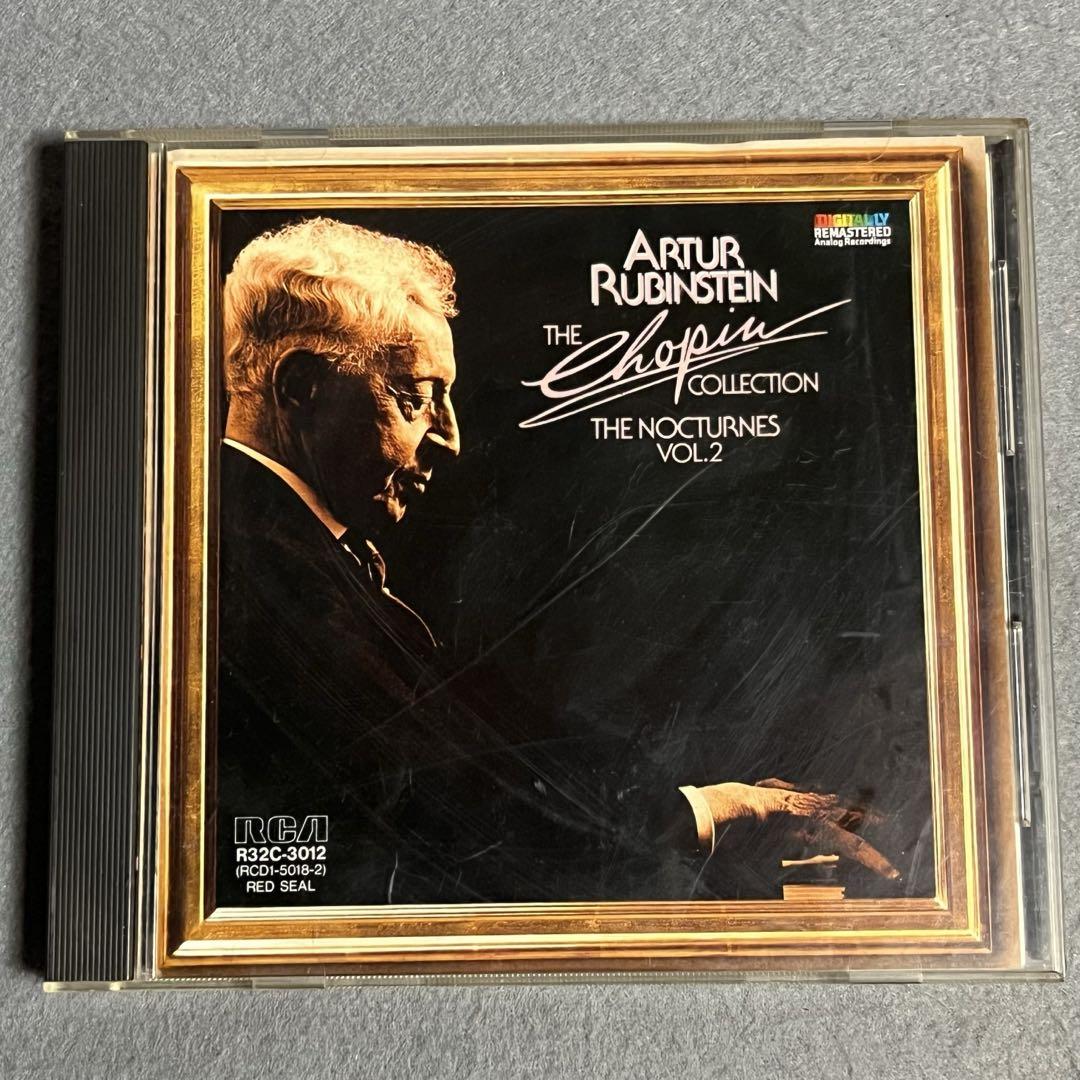 DIGITALLY
REMASTERED
Analog Recordings
ARTUR
RUBINSTEIN
THE Chopin
COLLECTION
THE NOCTURNES
VOL.2
RCA
R32C-3012
(RCD1-5018-2)
RED SEAL